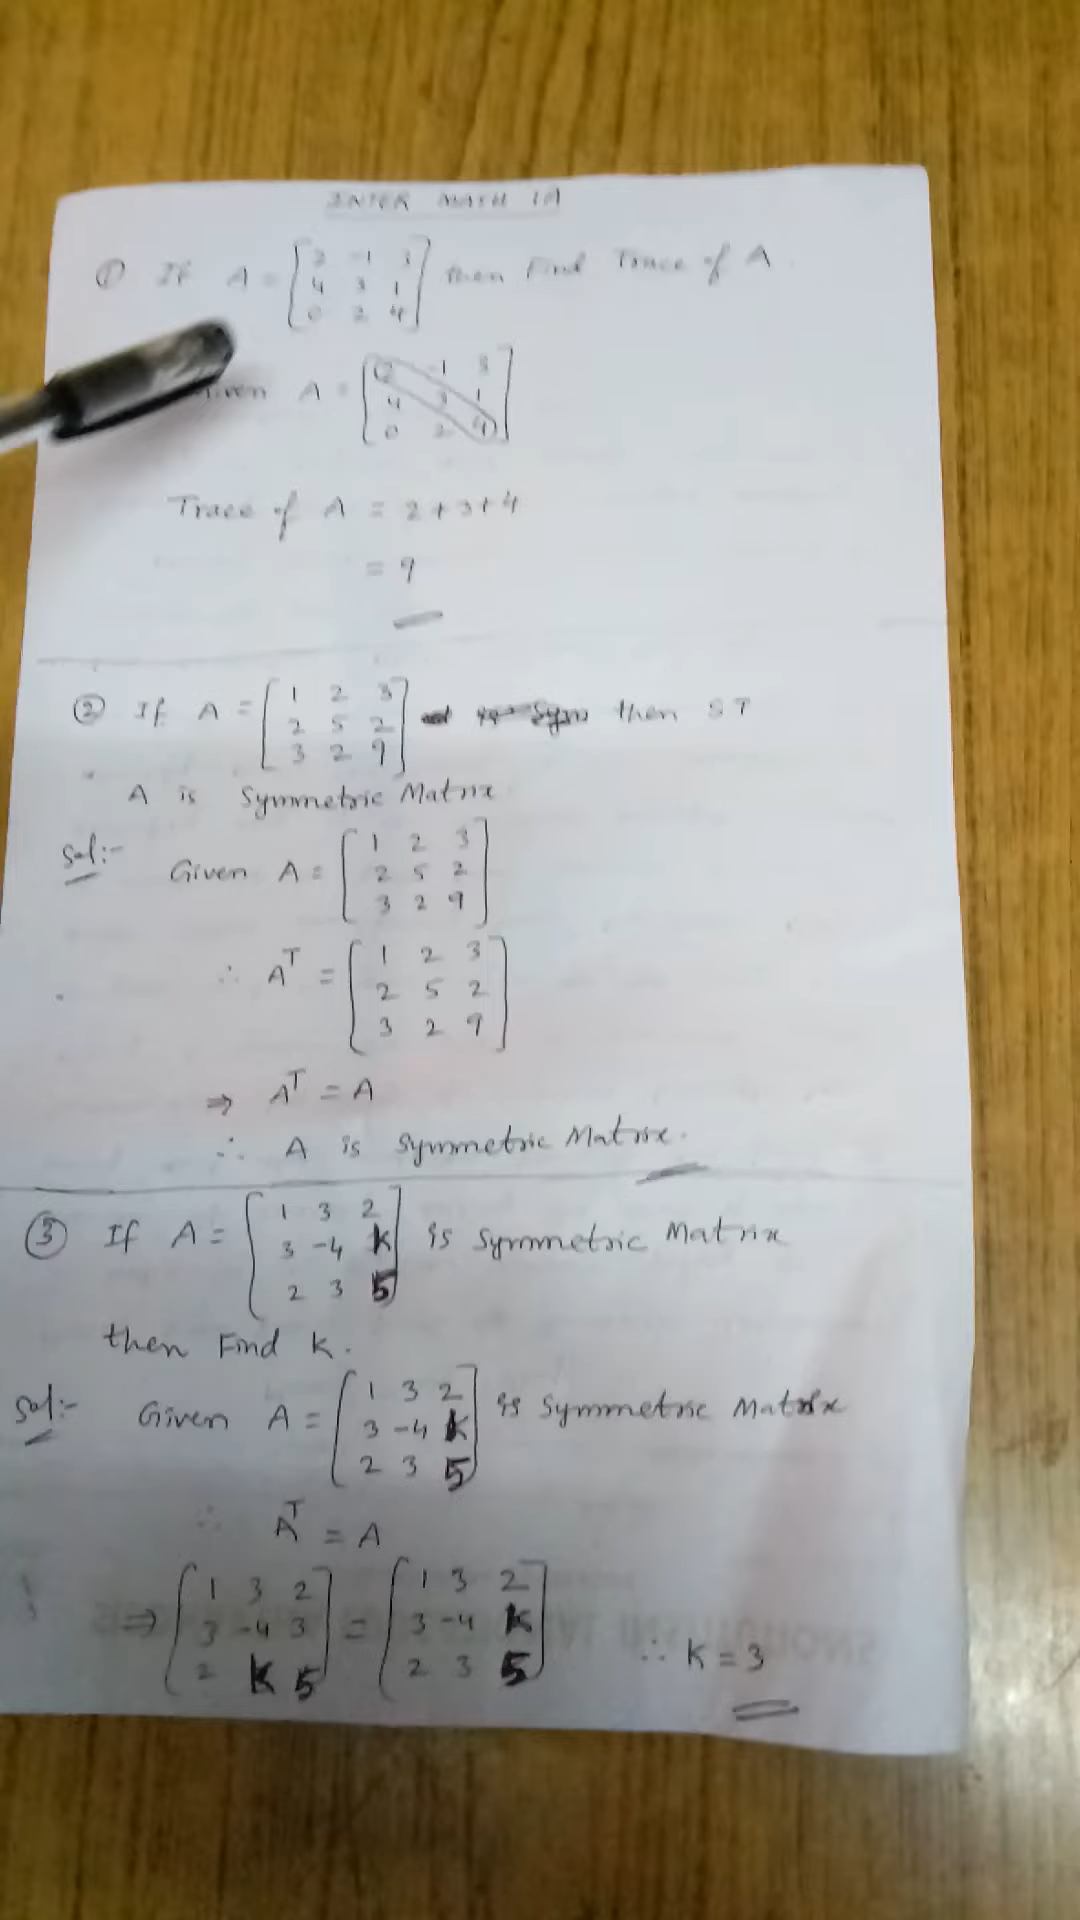 INTER MATH 1A
① If A = [2 -1 3
4 3 1
0 2 4] then Find Trace of A.
Given A = [2 -1 3
4 3 1
0 2 4]
Trace of A = 2+3+4
= 9
② If A = [1 2 3
2 5 2
3 2 9] then ST
A is Symmetric Matrix
Sol:- Given A = [1 2 3
2 5 2
3 2 9]
∴ Aᵀ = [1 2 3
2 5 2
3 2 9]
⇒ Aᵀ = A
∴ A is Symmetric Matrix.
③ If A = [1 3 2
3 -4 k
2 3 5] is Symmetric Matrix
then Find k.
Sol:- Given A = [1 3 2
3 -4 k
2 3 5] is Symmetric Matrix
∴ Aᵀ = A
⇒ [1 3 2
3 -4 3
2 k 5] = [1 3 2
3 -4 k
2 3 5] ∴ k = 3